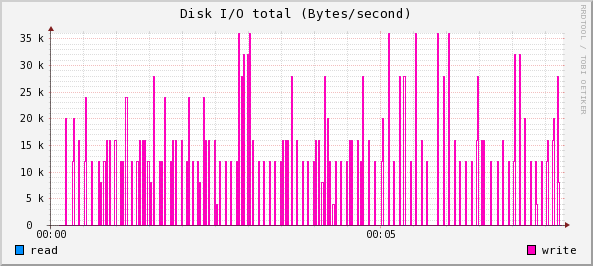 Disk I/O total (Bytes/second)
RRDTOOL / TOBI OETIKER
35 k
30 k
25 k
20 k
15 k
10 k
5 k
0
00:00 00:05
read write